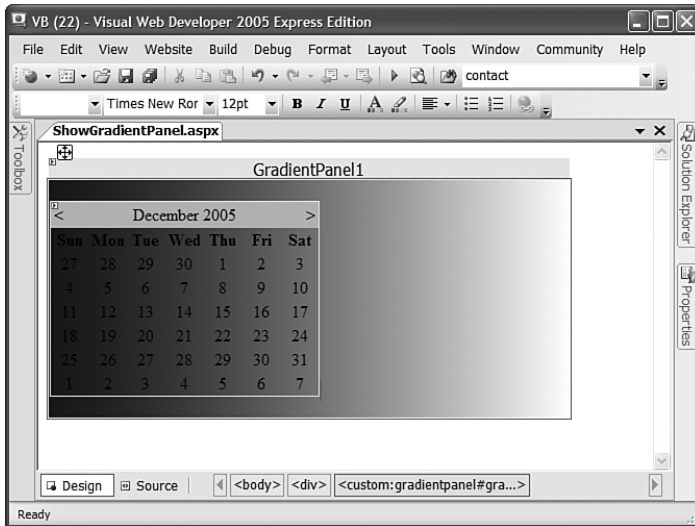 VB (22) - Visual Web Developer 2005 Express Edition
File Edit View Website Build Debug Format Layout Tools Window Community Help
contact
Times New Ror 12pt B I U A
Toolbox
ShowGradientPanel.aspx
Solution Explorer
Properties
GradientPanel1
< December 2005 >
Sun Mon Tue Wed Thu Fri Sat
27 28 29 30 1 2 3
4 5 6 7 8 9 10
11 12 13 14 15 16 17
18 19 20 21 22 23 24
25 26 27 28 29 30 31
1 2 3 4 5 6 7
Design Source <body> <div> <custom:gradientpanel#gra...>
Ready